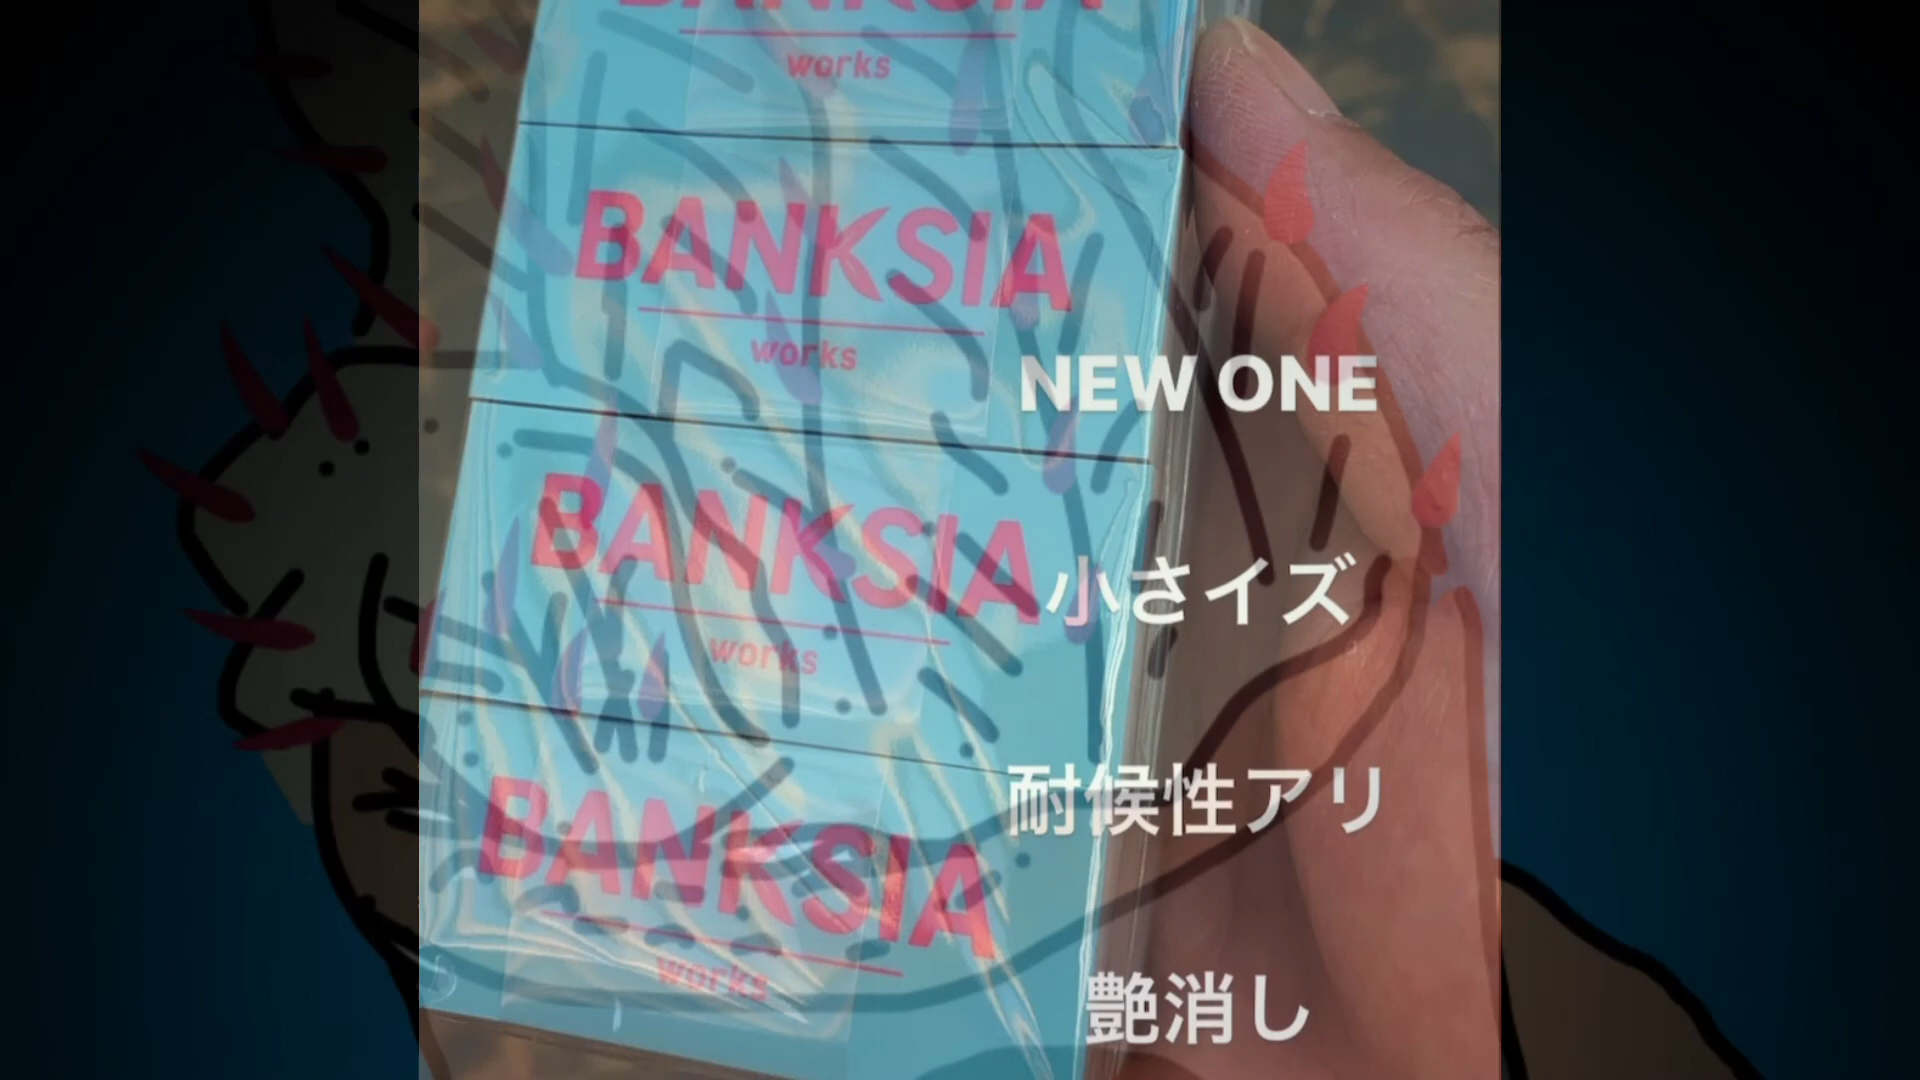 BANKSIA
works
BANKSIA
works
NEW ONE
BANKSIA
works
小さイズ
耐候性アリ
BANKSIA
works
艶消し